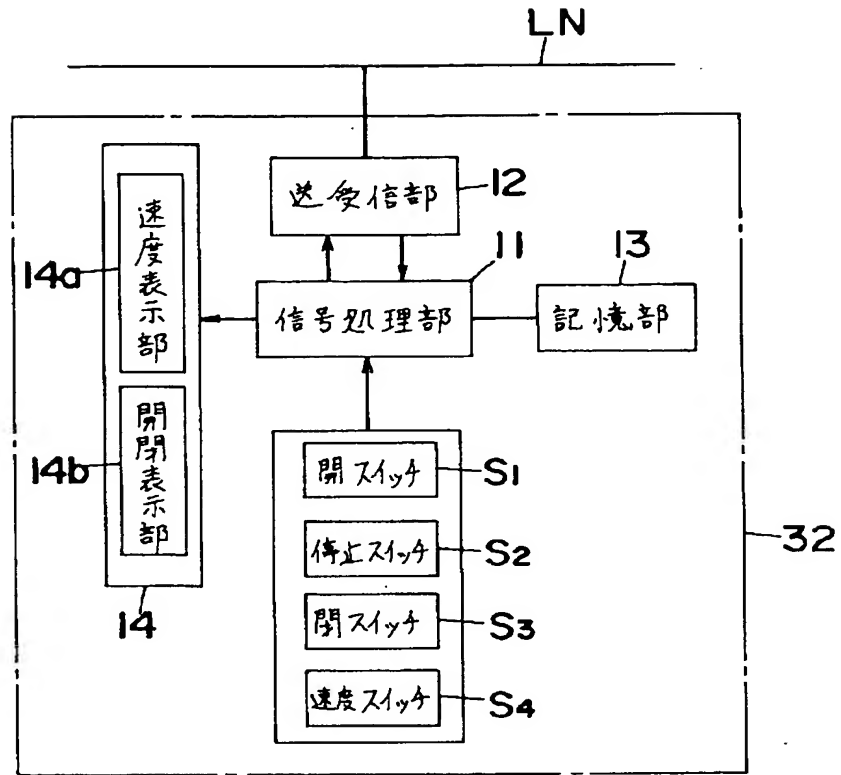 LN
送受信部
12
11
13
信号処理部
記憶部
14a
速度表示部
14b
開閉表示部
14
開スイッチ
S1
停止スイッチ
S2
閉スイッチ
S3
速度スイッチ
S4
32